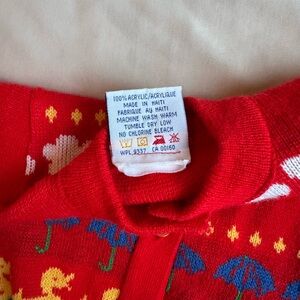 100% ACRYLIC/ACRYLIQUE
MADE IN HAITI
FABRIQUE AU HAITI
MACHINE WASH WARM
TUMBLE DRY LOW
NO CHLORINE BLEACH
WPL 9337 CA 00160